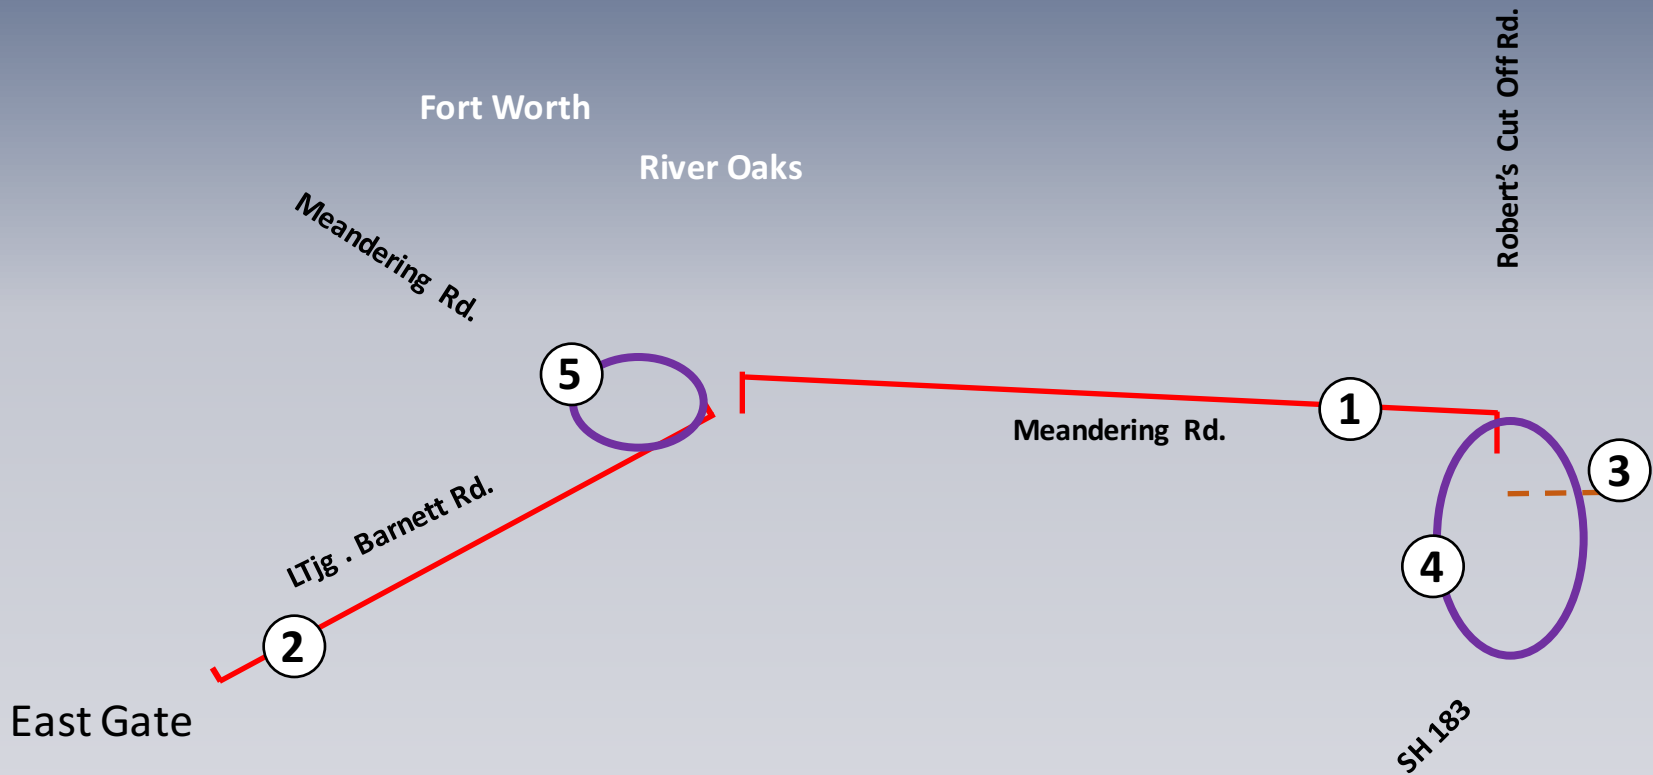 Robert's Cut Off Rd.
Fort Worth
River Oaks
Meandering Rd.
5
1
Meandering Rd.
3
LTjg . Barnett Rd.
4
2
East Gate
SH 183